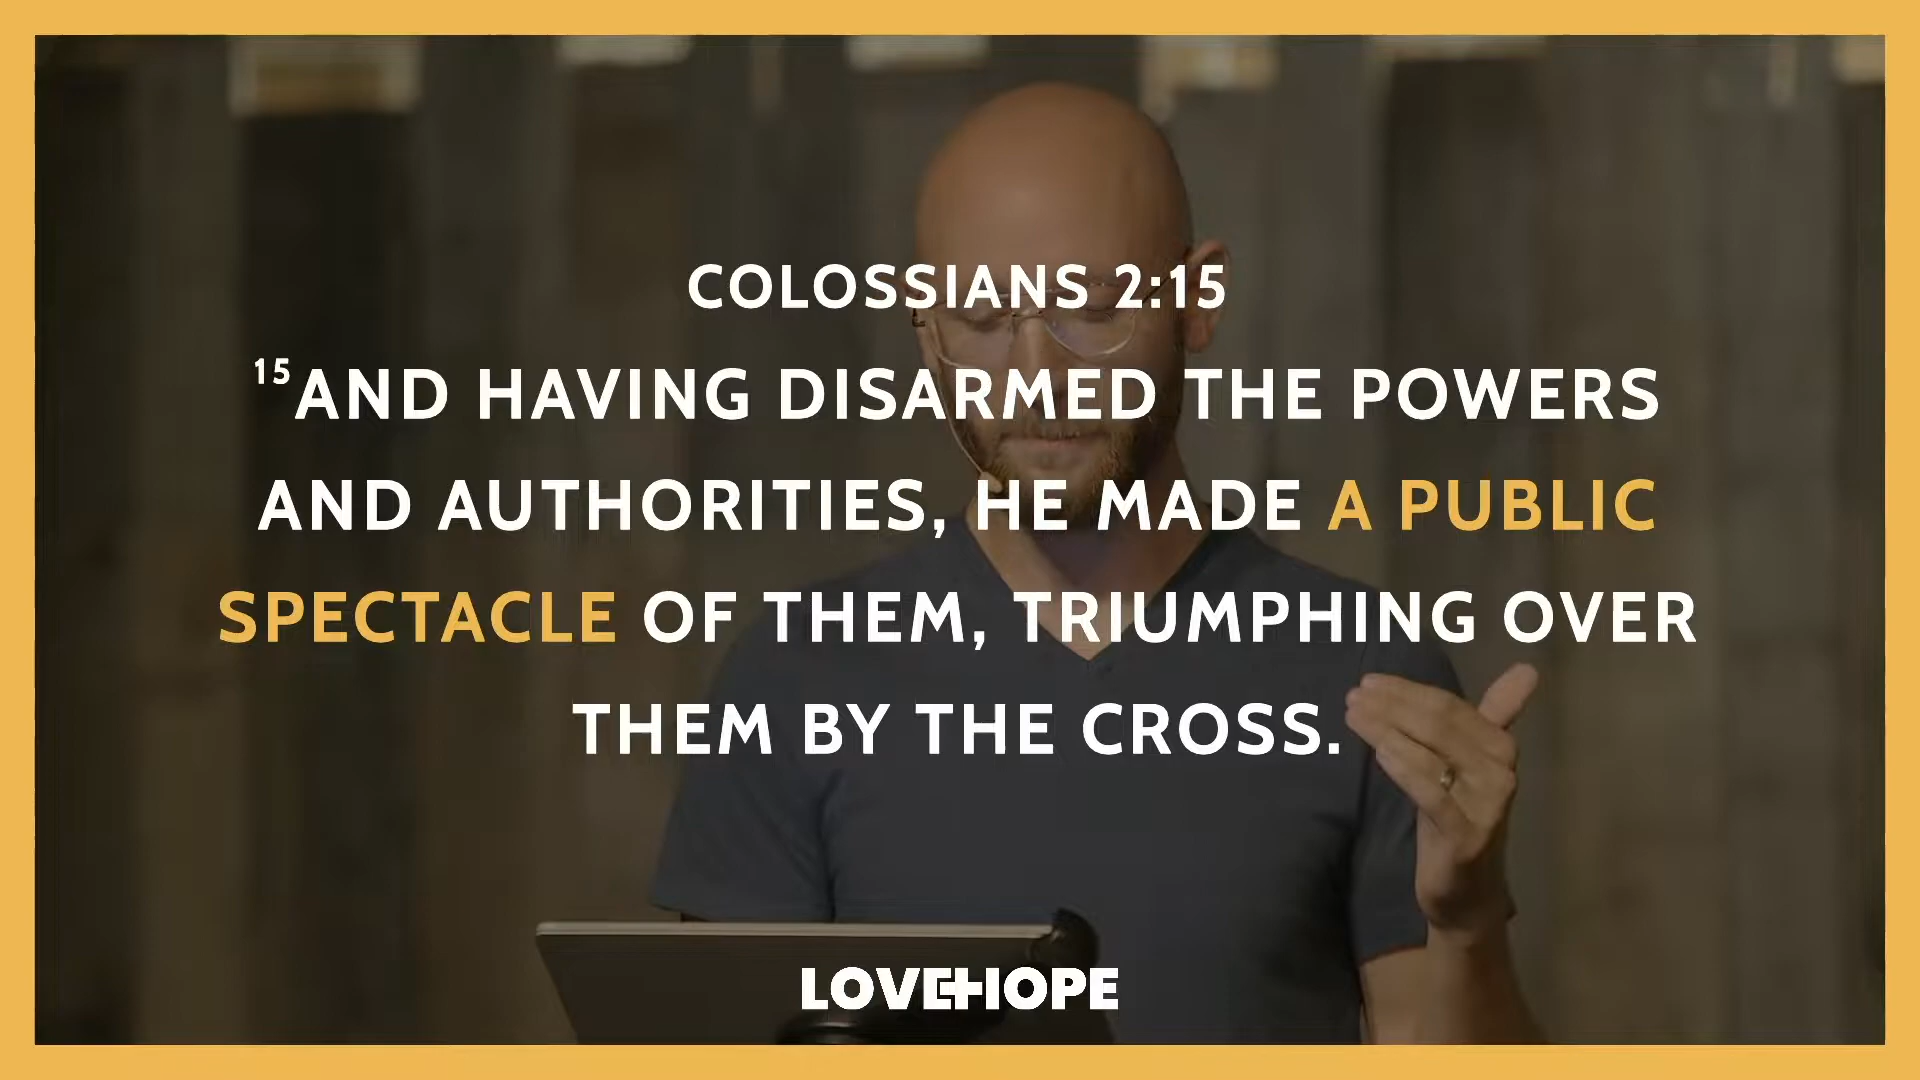 COLOSSIANS 2:15
15AND HAVING DISARMED THE POWERS
AND AUTHORITIES, HE MADE A PUBLIC
SPECTACLE OF THEM, TRIUMPHING OVER
THEM BY THE CROSS.
LOVE+HOPE